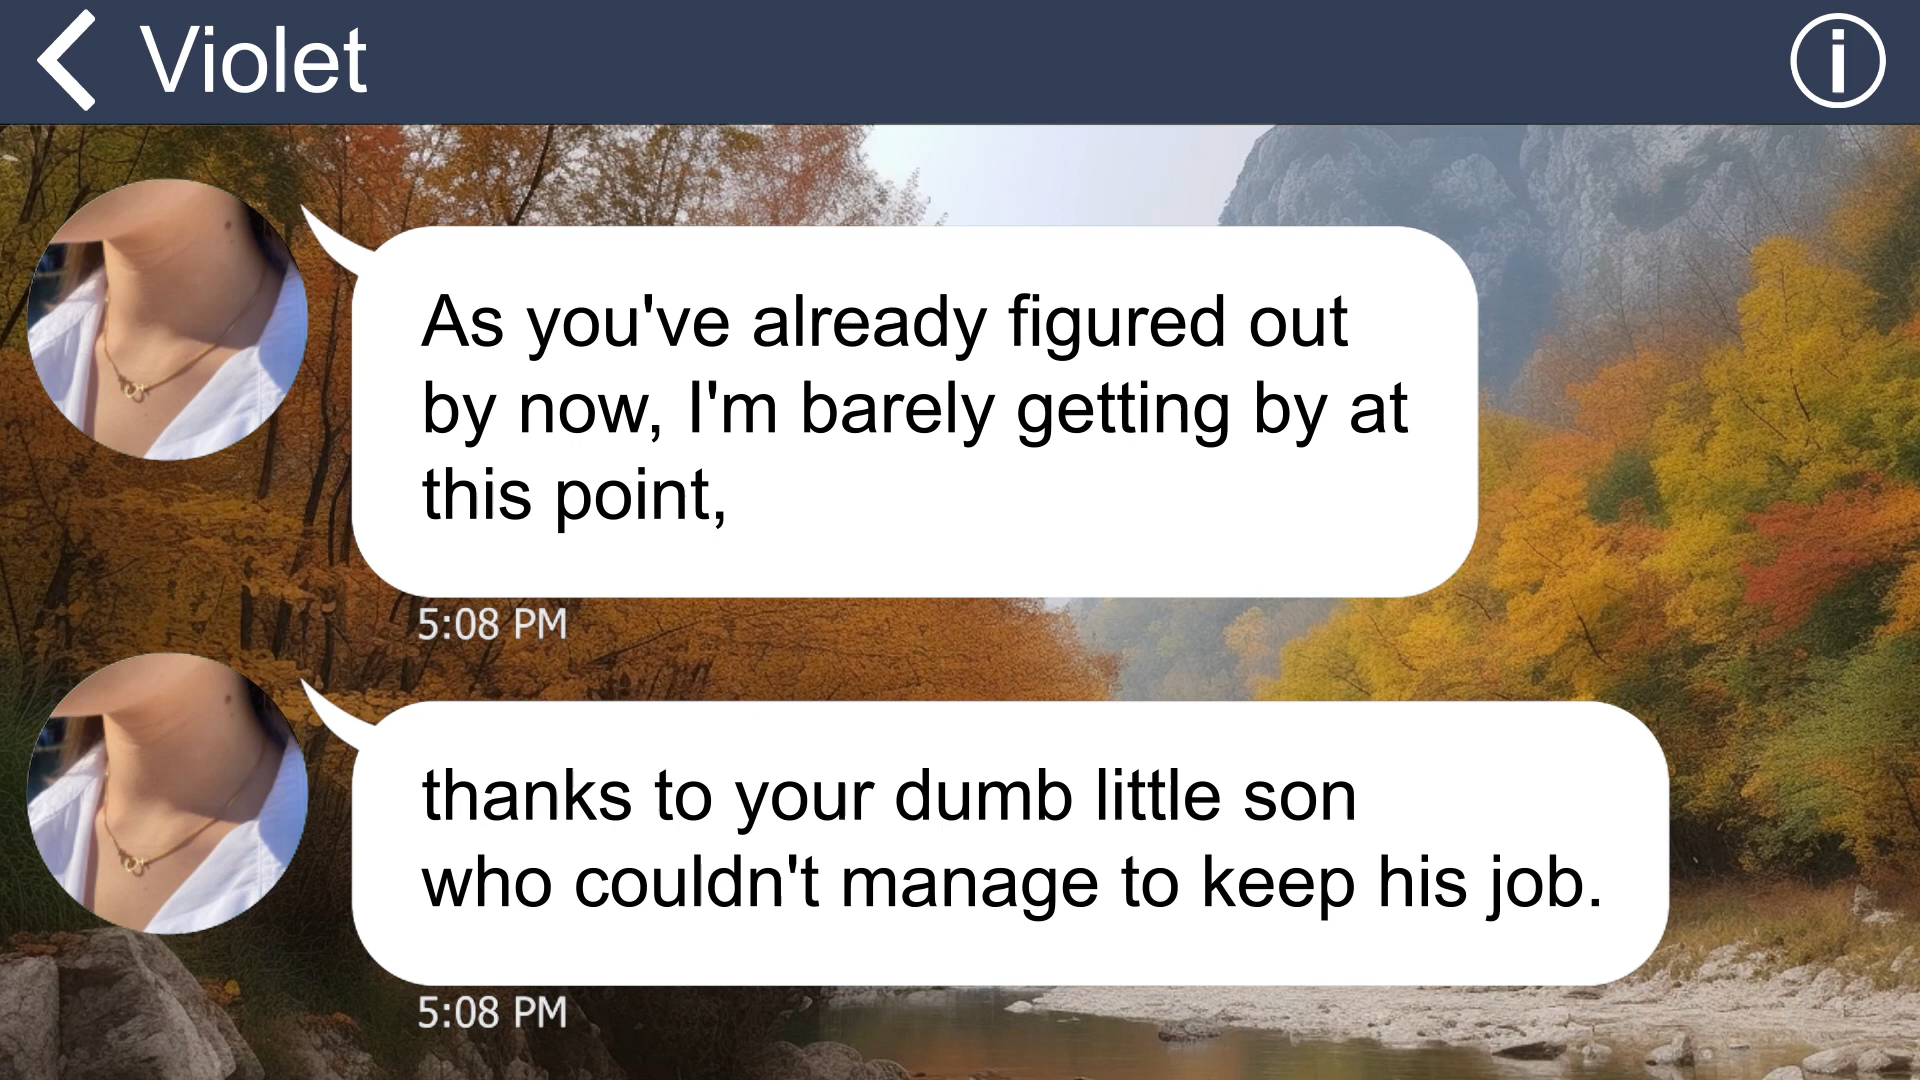 Violet
As you've already figured out
by now, I'm barely getting by at
this point,
5:08 PM
thanks to your dumb little son
who couldn't manage to keep his job.
5:08 PM